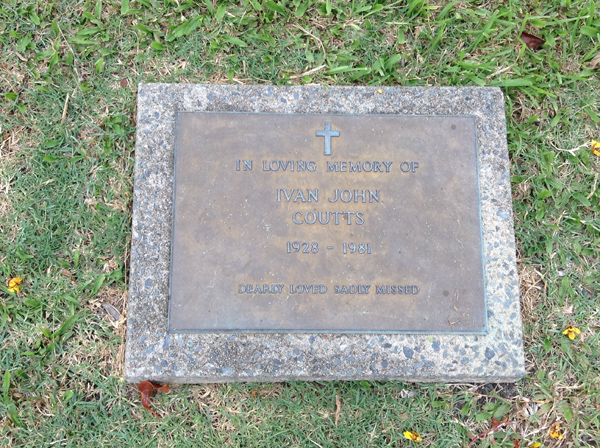 IN LOVING MEMORY OF
IVAN JOHN
COUTTS
1928 - 1981
DEARLY LOVED SADLY MISSED